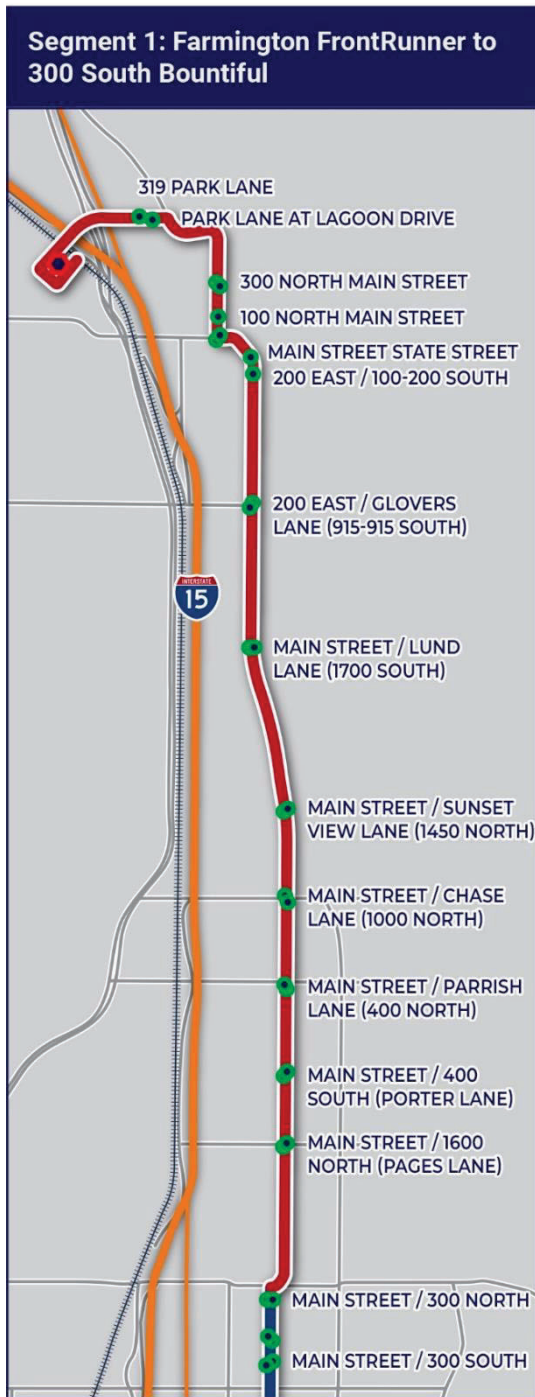 Segment 1: Farmington FrontRunner to
300 South Bountiful
319 PARK LANE
PARK LANE AT LAGOON DRIVE
300 NORTH MAIN STREET
100 NORTH MAIN STREET
MAIN STREET STATE STREET
200 EAST / 100-200 SOUTH
200 EAST / GLOVERS
LANE (915-915 SOUTH)
INTERSTATE
15
MAIN STREET / LUND
LANE (1700 SOUTH)
MAIN STREET / SUNSET
VIEW LANE (1450 NORTH)
MAIN STREET / CHASE
LANE (1000 NORTH)
MAIN STREET / PARRISH
LANE (400 NORTH)
MAIN STREET / 400
SOUTH (PORTER LANE)
MAIN STREET / 1600
NORTH (PAGES LANE)
MAIN STREET / 300 NORTH
MAIN STREET / 300 SOUTH